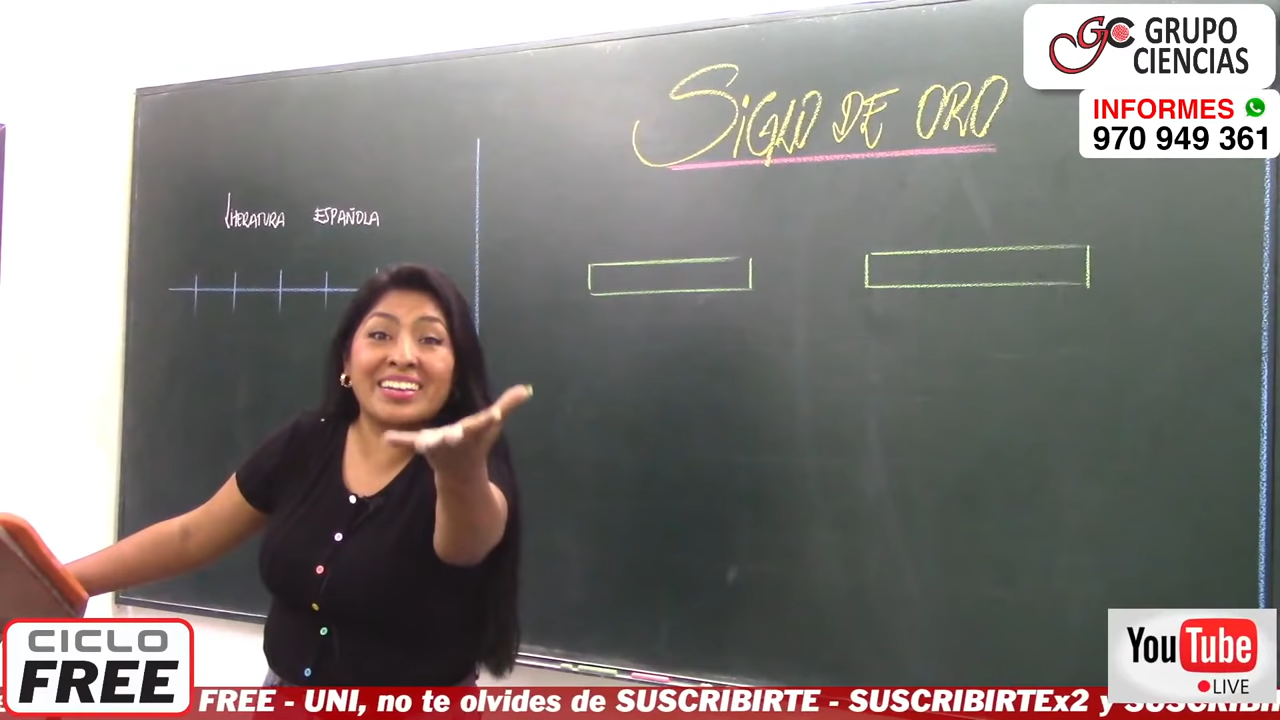 SIGLO DE ORO
LITERATURA ESPAÑOLA
GC GRUPO
CIENCIAS
INFORMES
970 949 361
CICLO
FREE
FREE - UNI, no te olvides de SUSCRIBIRTE - SUSCRIBIRTEx2 y
YouTube
LIVE